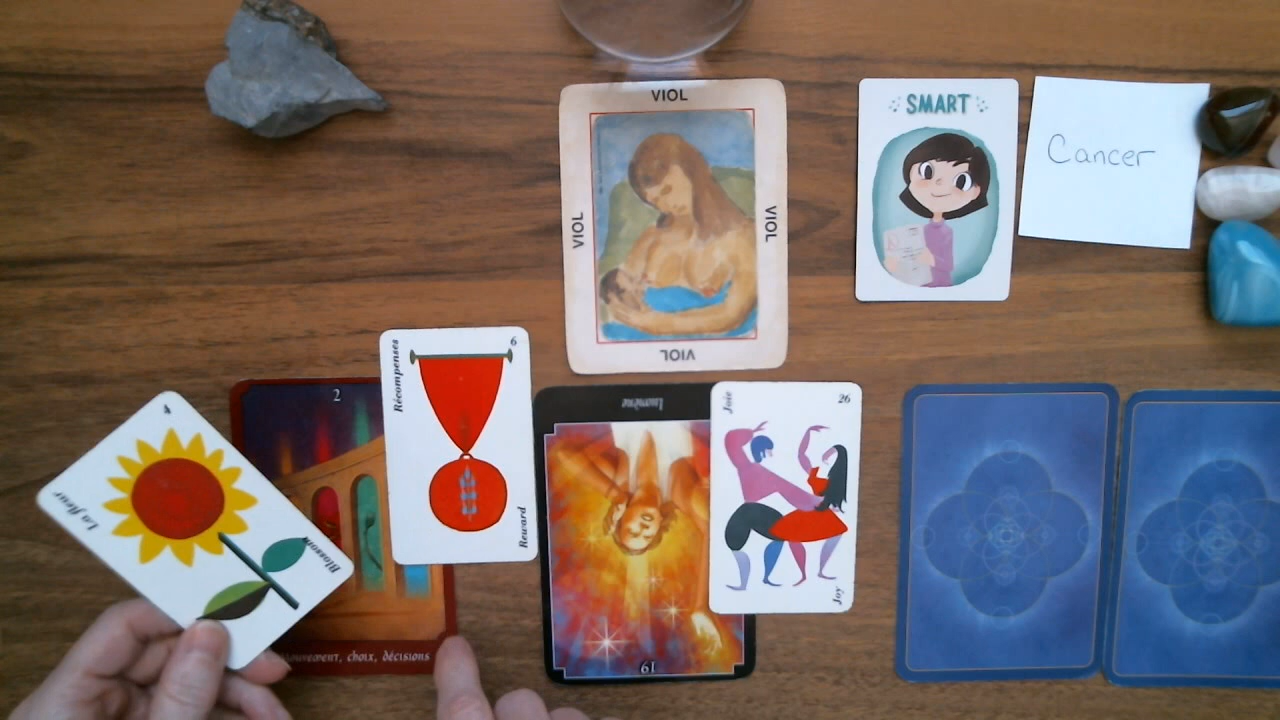 VIOL
VIOL
VIOL
VIOL
SMART
Cancer
4
La fleur
Blossom
2
Mouvement, choix, décisions
6
Récompenses
Reward
Lumière
19
Joie
26
Joy